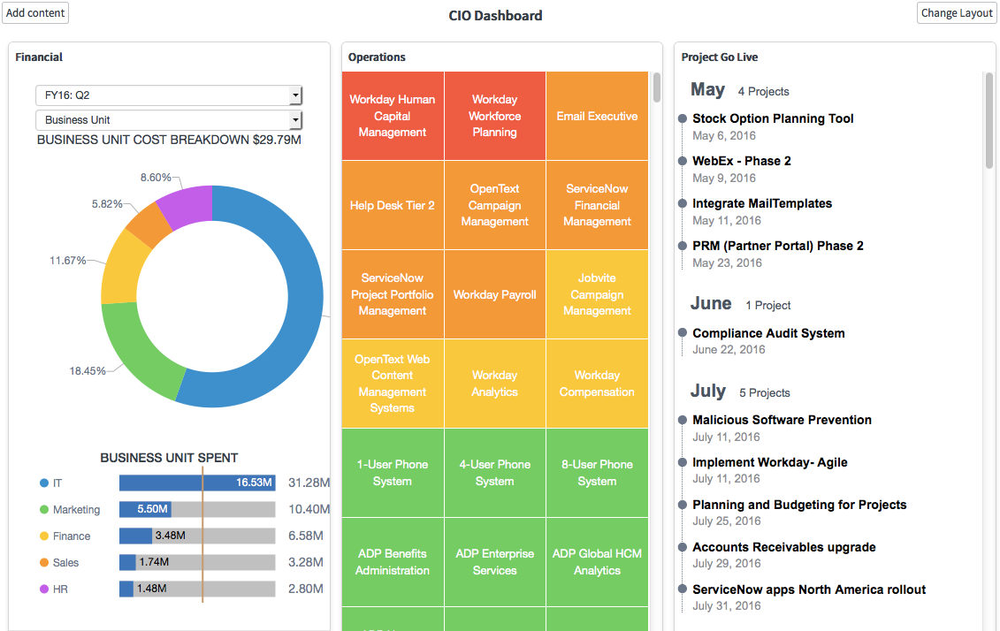 Add content
CIO Dashboard
Change Layout
Financial
FY16: Q2
Business Unit
BUSINESS UNIT COST BREAKDOWN $29.79M
8.60%
5.82%
11.67%
18.45%
BUSINESS UNIT SPENT
IT 16.53M 31.28M
Marketing 5.50M 10.40M
Finance 3.48M 6.58M
Sales 1.74M 3.28M
HR 1.48M 2.80M
Operations
Workday Human
Capital
Management
Workday
Workforce
Planning
Email Executive
Help Desk Tier 2
OpenText
Campaign
Management
ServiceNow
Financial
Management
ServiceNow
Project Portfolio
Management
Workday Payroll
Jobvite
Campaign
Management
OpenText Web
Content
Management
Systems
Workday
Analytics
Workday
Compensation
1-User Phone
System
4-User Phone
System
8-User Phone
System
ADP Benefits
Administration
ADP Enterprise
Services
ADP Global HCM
Analytics
Project Go Live
May 4 Projects
Stock Option Planning Tool
May 6, 2016
WebEx - Phase 2
May 9, 2016
Integrate MailTemplates
May 11, 2016
PRM (Partner Portal) Phase 2
May 23, 2016
June 1 Project
Compliance Audit System
June 22, 2016
July 5 Projects
Malicious Software Prevention
July 11, 2016
Implement Workday- Agile
July 11, 2016
Planning and Budgeting for Projects
July 25, 2016
Accounts Receivables upgrade
July 29, 2016
ServiceNow apps North America rollout
July 31, 2016